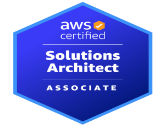 aws
certified
Solutions
Architect
ASSOCIATE